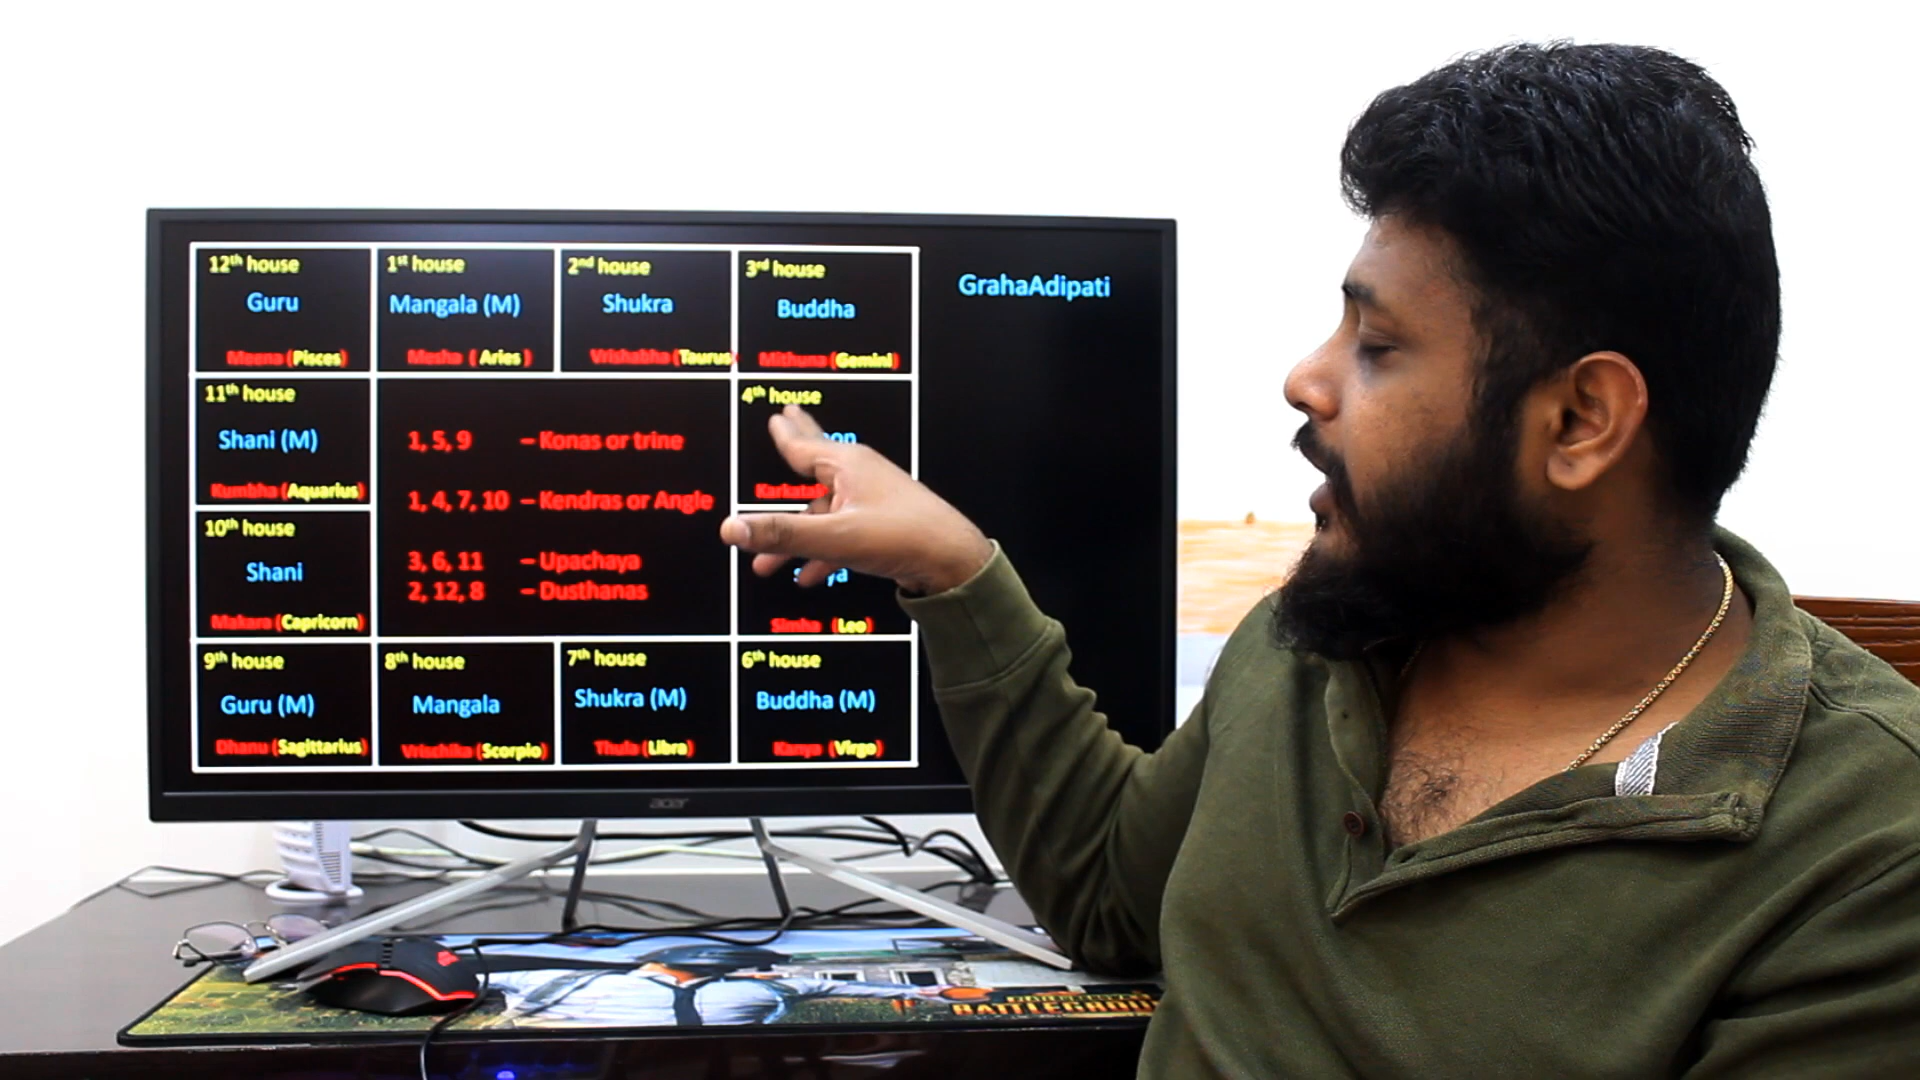 12th house
Guru
Meena (Pisces)
1st house
Mangala (M)
Mesha ( Aries )
2nd house
Shukra
Vrishabha (Taurus)
3rd house
Buddha
Mithuna (Gemini)
GrahaAdipati
11th house
Shani (M)
Kumbha (Aquarius)
1, 5, 9 – Konas or trine
1, 4, 7, 10 – Kendras or Angle
3, 6, 11 – Upachaya
2, 12, 8 – Dusthanas
4th house
10th house
Shani
Makara (Capricorn)
Simha (Leo)
9th house
Guru (M)
Dhanu (Sagittarius)
8th house
Mangala
Vrischika (Scorpio)
7th house
Shukra (M)
Thula (Libra)
6th house
Buddha (M)
Kanya (Virgo)
acer